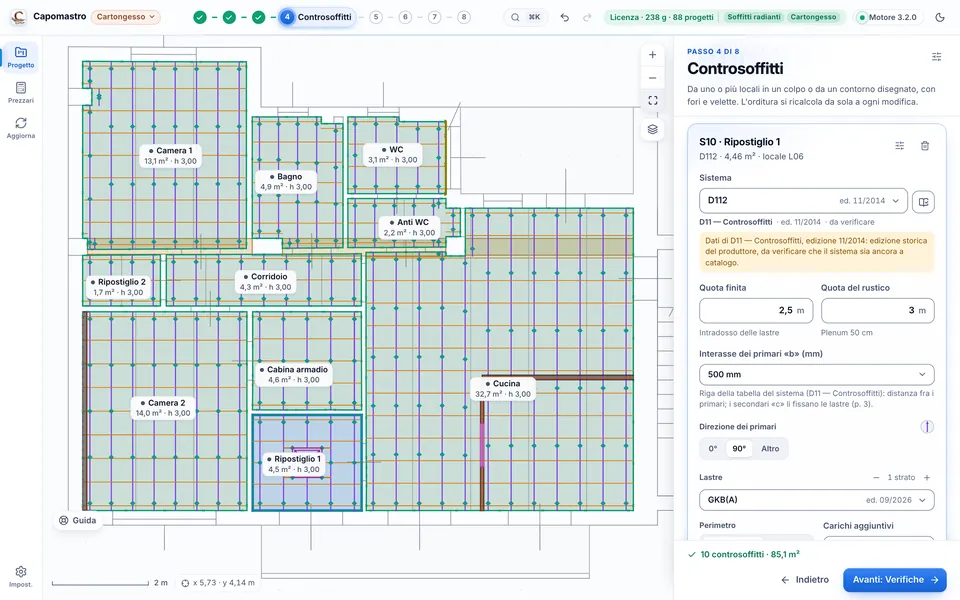 Capomastro
Cartongesso
4 Controsoffitti
5
6
7
8
⌘K
Licenza · 238 g · 88 progetti
Soffitti radianti
Cartongesso
Motore 3.2.0
Progetto
Prezzari
Aggiorna
Impost.
Camera 1
13,1 m² · h 3,00
Bagno
4,9 m² · h 3,00
WC
3,1 m² · h 3,00
Anti WC
2,2 m² · h 3,00
Ripostiglio 2
1,7 m² · h 3,00
Corridoio
4,3 m² · h 3,00
Cabina armadio
4,6 m² · h 3,00
Cucina
32,7 m² · h 3,00
Camera 2
14,0 m² · h 3,00
Ripostiglio 1
4,5 m² · h 3,00
Guida
2 m
x 5,73 · y 4,14 m
PASSO 4 DI 8
Controsoffitti
Da uno o più locali in un colpo o da un contorno disegnato, con
fori e velette. L'orditura si ricalcola da sola a ogni modifica.
S10 · Ripostiglio 1
D112 · 4,46 m² · locale L06
Sistema
D112 ed. 11/2014
D11 — Controsoffitti · ed. 11/2014 · da verificare
Dati di D11 — Controsoffitti, edizione 11/2014: edizione storica
del produttore, da verificare che il sistema sia ancora a
catalogo.
Quota finita
Quota del rustico
2,5 m
3 m
Intradosso delle lastre
Plenum 50 cm
Interasse dei primari «b» (mm)
500 mm
Riga della tabella del sistema (D11 — Controsoffitti): distanza fra i
primari; i secondari «c» li fissano le lastre (p. 3).
Direzione dei primari
0°
90°
Altro
Lastre
− 1 strato +
GKB(A) ed. 09/2026
Perimetro
Carichi aggiuntivi
10 controsoffitti · 85,1 m²
Indietro
Avanti: Verifiche